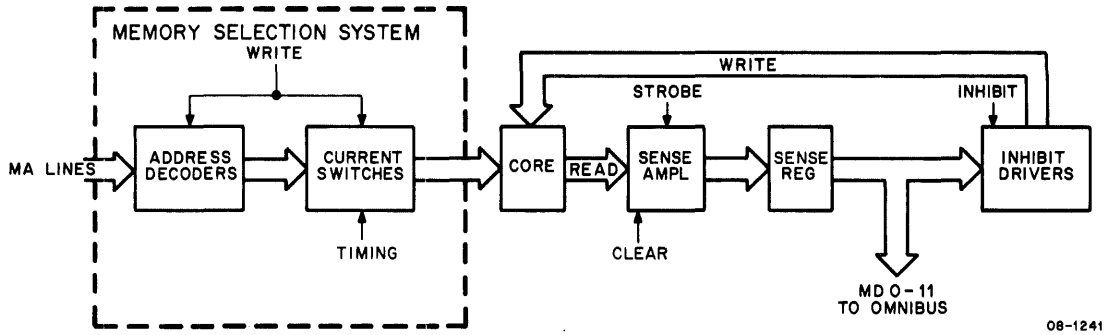 MEMORY SELECTION SYSTEM
WRITE
WRITE
STROBE
INHIBIT
MA LINES
ADDRESS
DECODERS
CURRENT
SWITCHES
CORE
READ
SENSE
AMPL
SENSE
REG
INHIBIT
DRIVERS
TIMING
CLEAR
MD 0-11
TO OMNIBUS
08-1241